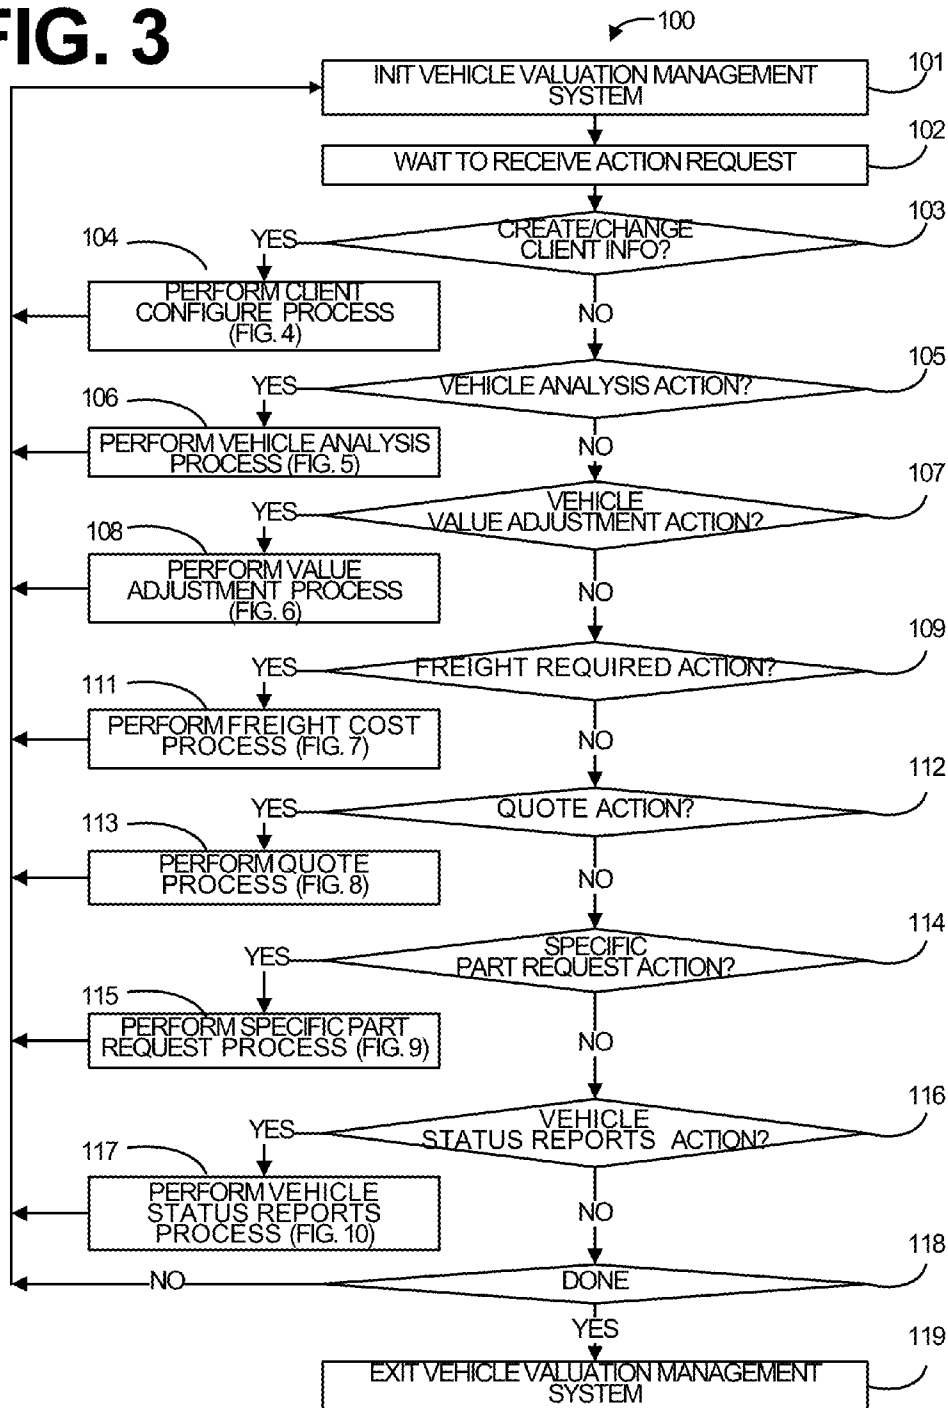 FIG. 3
100
INIT VEHICLE VALUATION MANAGEMENT
SYSTEM
101
WAIT TO RECEIVE ACTION REQUEST
102
CREATE/CHANGE
CLIENT INFO?
103
YES
104
PERFORM CLIENT
CONFIGURE PROCESS
(FIG. 4)
NO
VEHICLE ANALYSIS ACTION?
105
YES
106
PERFORM VEHICLE ANALYSIS
PROCESS (FIG. 5)
NO
VEHICLE
VALUE ADJUSTMENT ACTION?
107
YES
108
PERFORM VALUE
ADJUSTMENT PROCESS
(FIG. 6)
NO
FREIGHT REQUIRED ACTION?
109
YES
111
PERFORM FREIGHT COST
PROCESS (FIG. 7)
NO
QUOTE ACTION?
112
YES
113
PERFORM QUOTE
PROCESS (FIG. 8)
NO
SPECIFIC
PART REQUEST ACTION?
114
YES
115
PERFORM SPECIFIC PART
REQUEST PROCESS (FIG. 9)
NO
VEHICLE
STATUS REPORTS ACTION?
116
YES
117
PERFORM VEHICLE
STATUS REPORTS
PROCESS (FIG. 10)
NO
DONE
118
NO
YES
EXIT VEHICLE VALUATION MANAGEMENT
SYSTEM
119